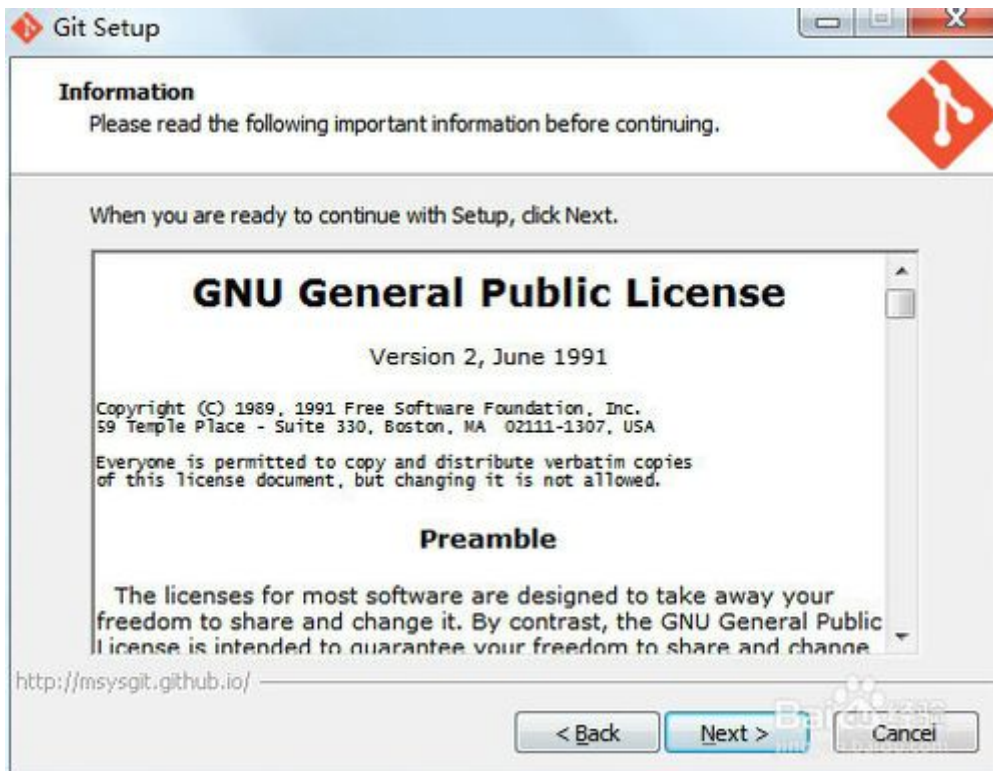 Git Setup
Information
Please read the following important information before continuing.
When you are ready to continue with Setup, click Next.
GNU General Public License
Version 2, June 1991
Copyright (C) 1989, 1991 Free Software Foundation, Inc.
59 Temple Place - Suite 330, Boston, MA  02111-1307, USA
Everyone is permitted to copy and distribute verbatim copies
of this license document, but changing it is not allowed.
Preamble
The licenses for most software are designed to take away your
freedom to share and change it. By contrast, the GNU General Public
License is intended to guarantee your freedom to share and change
http://msysgit.github.io/
< Back
Next >
Cancel
Baidu 经验